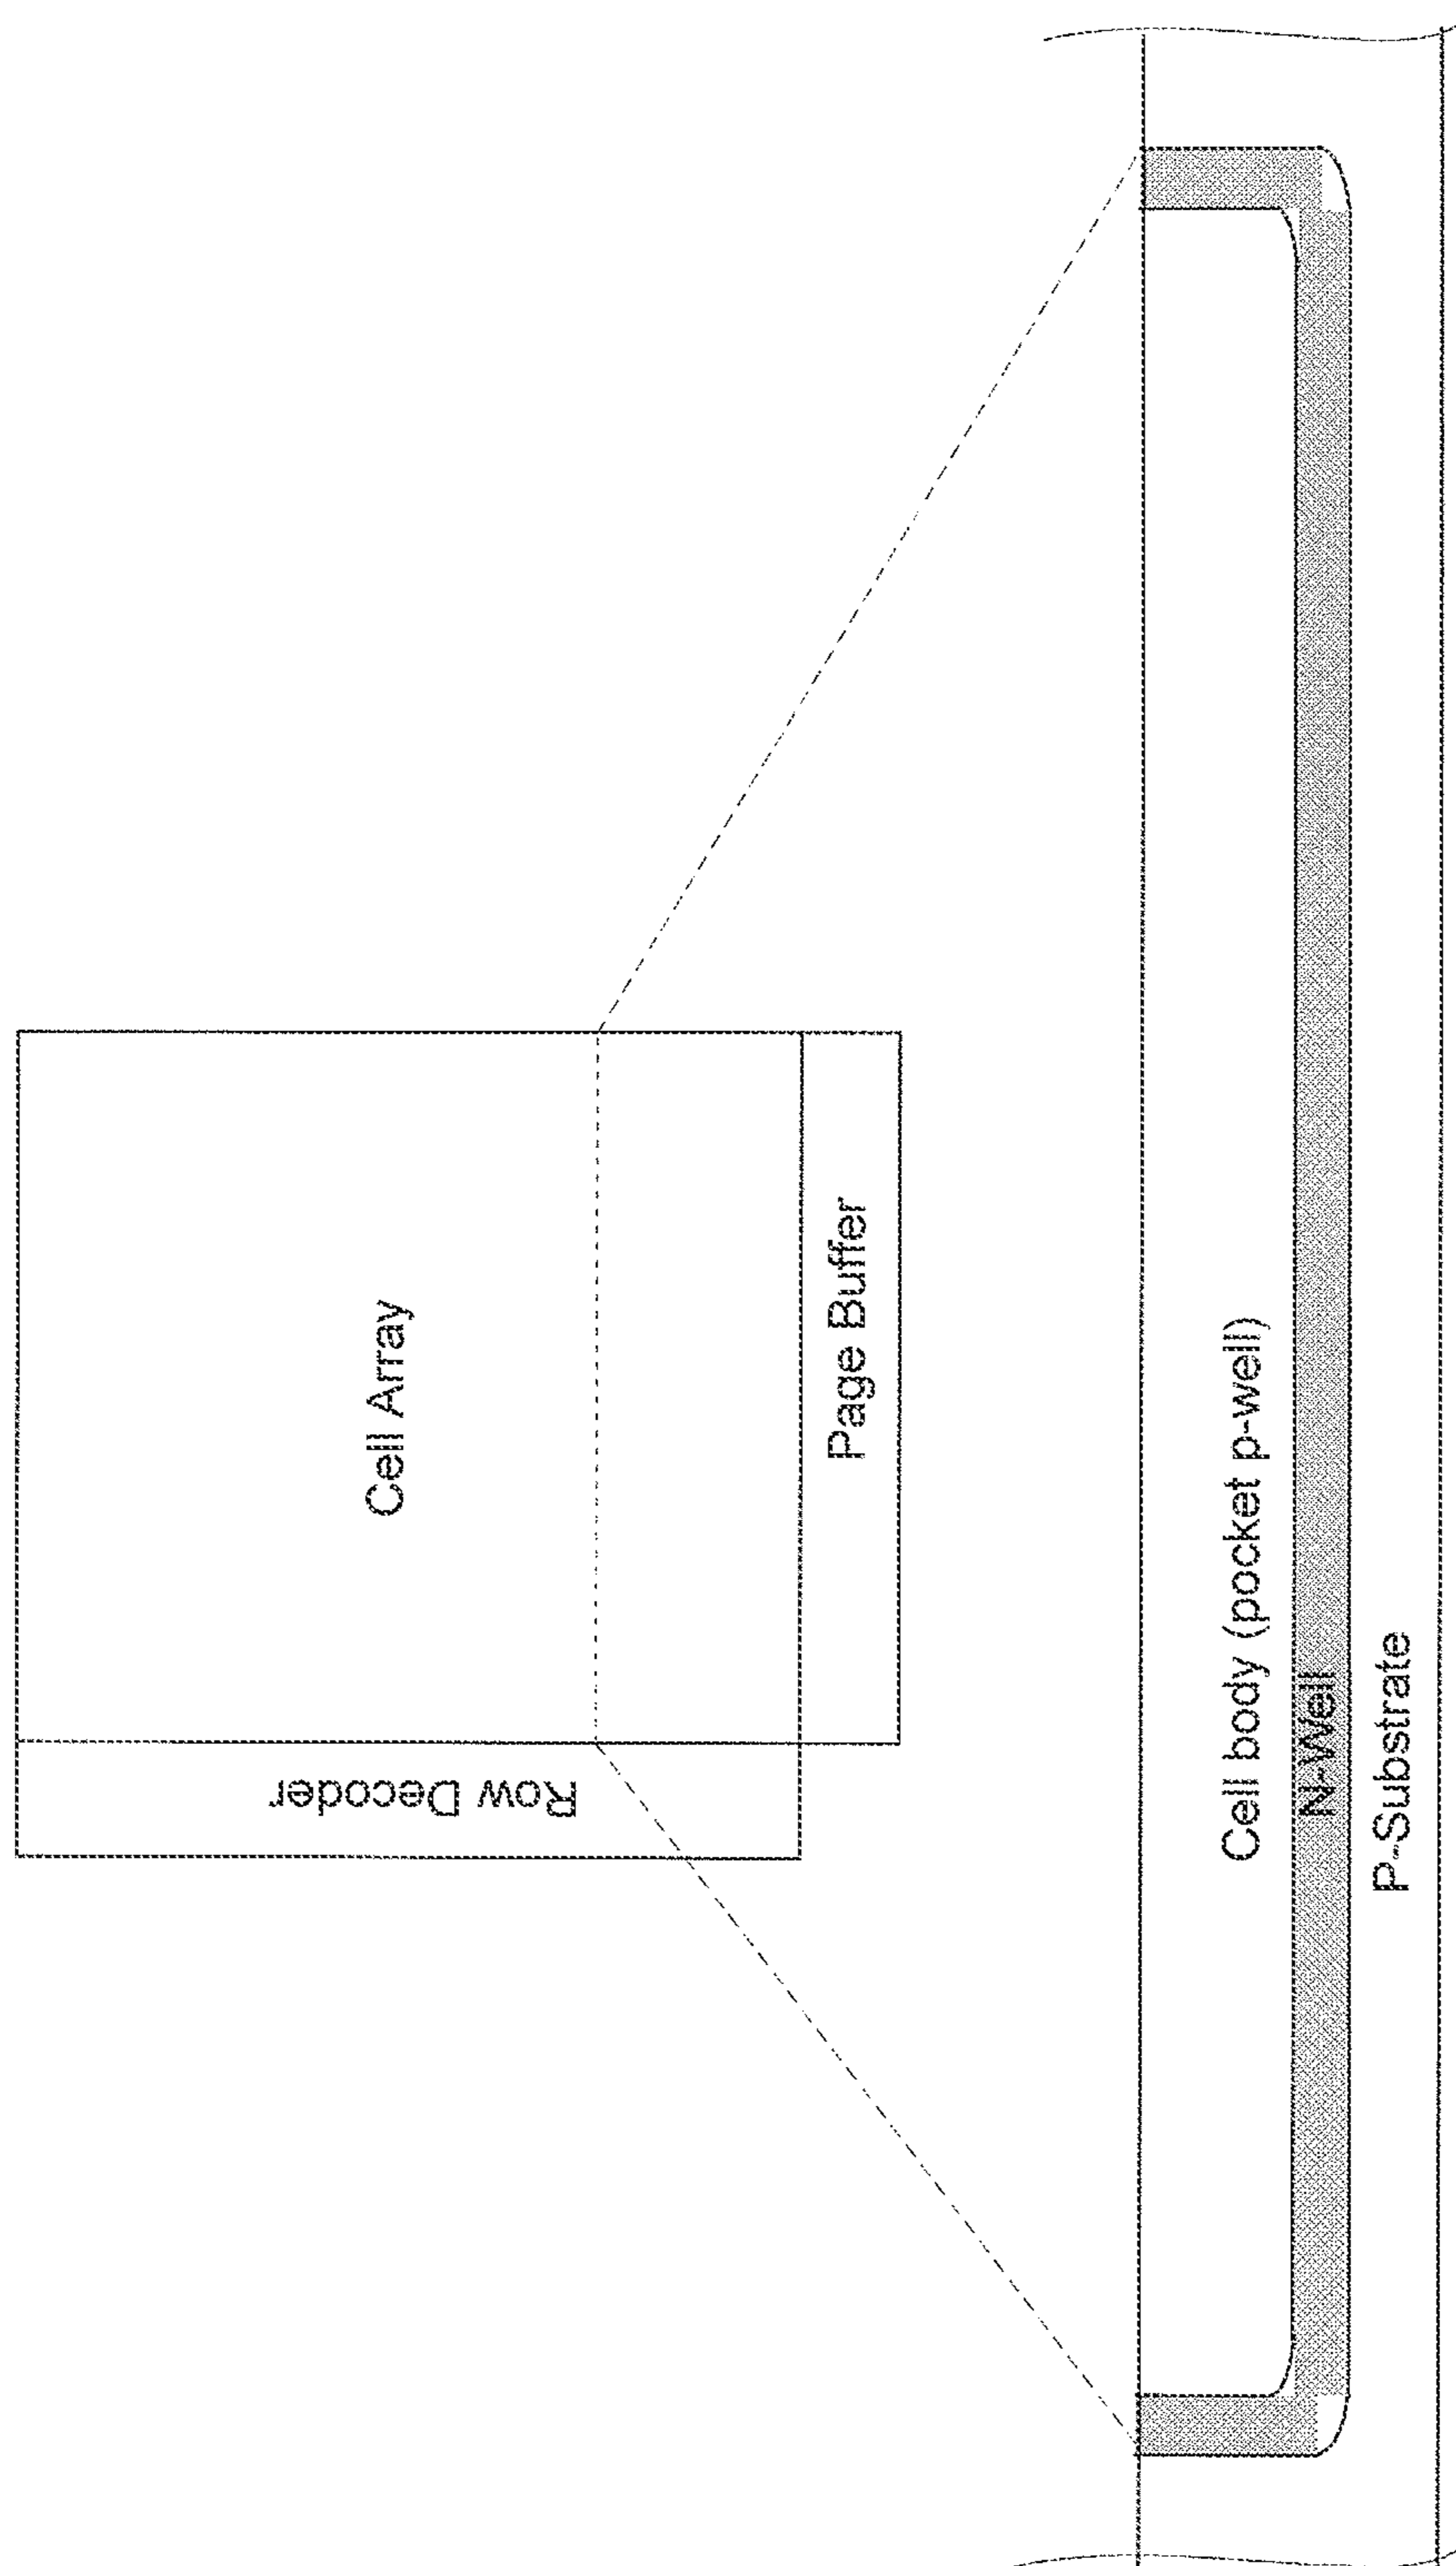 Row Decoder
Cell Array
Page Buffer
Cell body (pocket p-well)
N-Well
P-Substrate